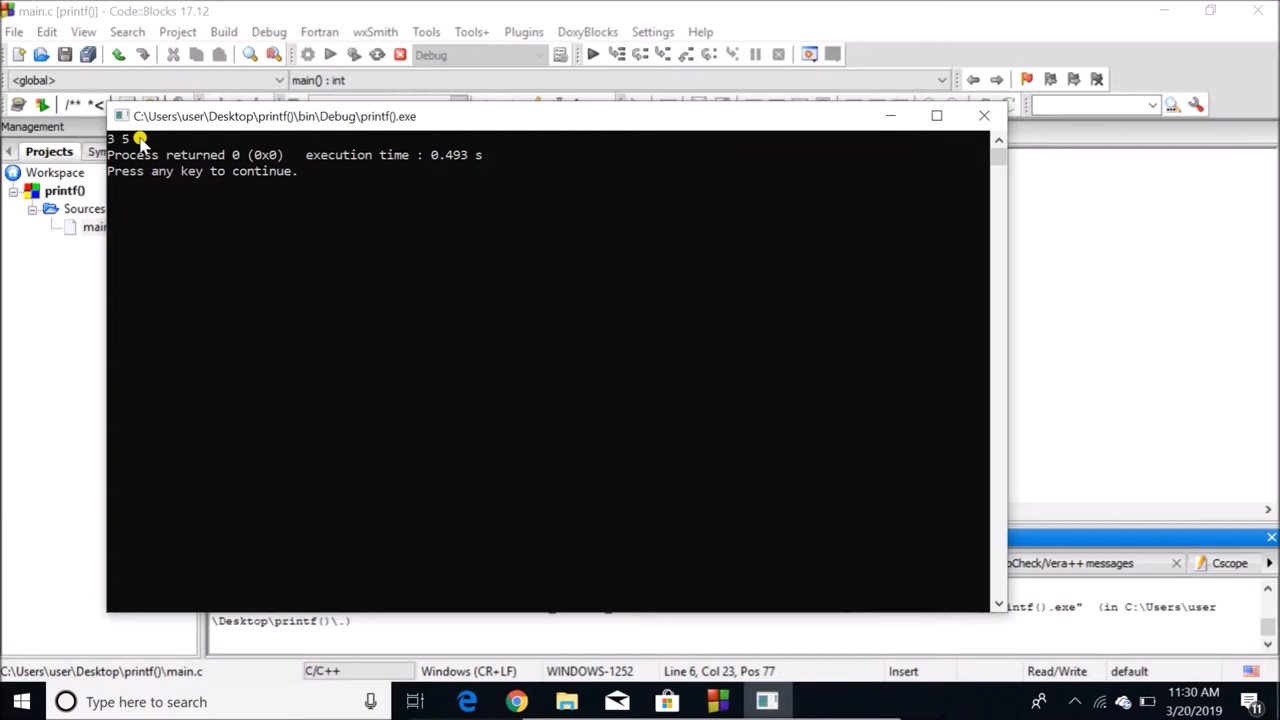 main.c [printf()] - Code::Blocks 17.12
File Edit View Search Project Build Debug Fortran wxSmith Tools Tools+ Plugins DoxyBlocks Settings Help
Debug
<global> main() : int
/** *<
Management
C:\Users\user\Desktop\printf()\bin\Debug\printf().exe
3 5
Process returned 0 (0x0) execution time : 0.493 s
Press any key to continue.
Projects
Workspace
printf()
Sources
Check/Vera++ messages Cscope
ntf().exe" (in C:\Users\user
\Desktop\printf()\.)
C:\Users\user\Desktop\printf()\main.c C/C++ Windows (CR+LF) WINDOWS-1252 Line 6, Col 23, Pos 77 Insert Read/Write default
Type here to search
11:30 AM
3/20/2019
11